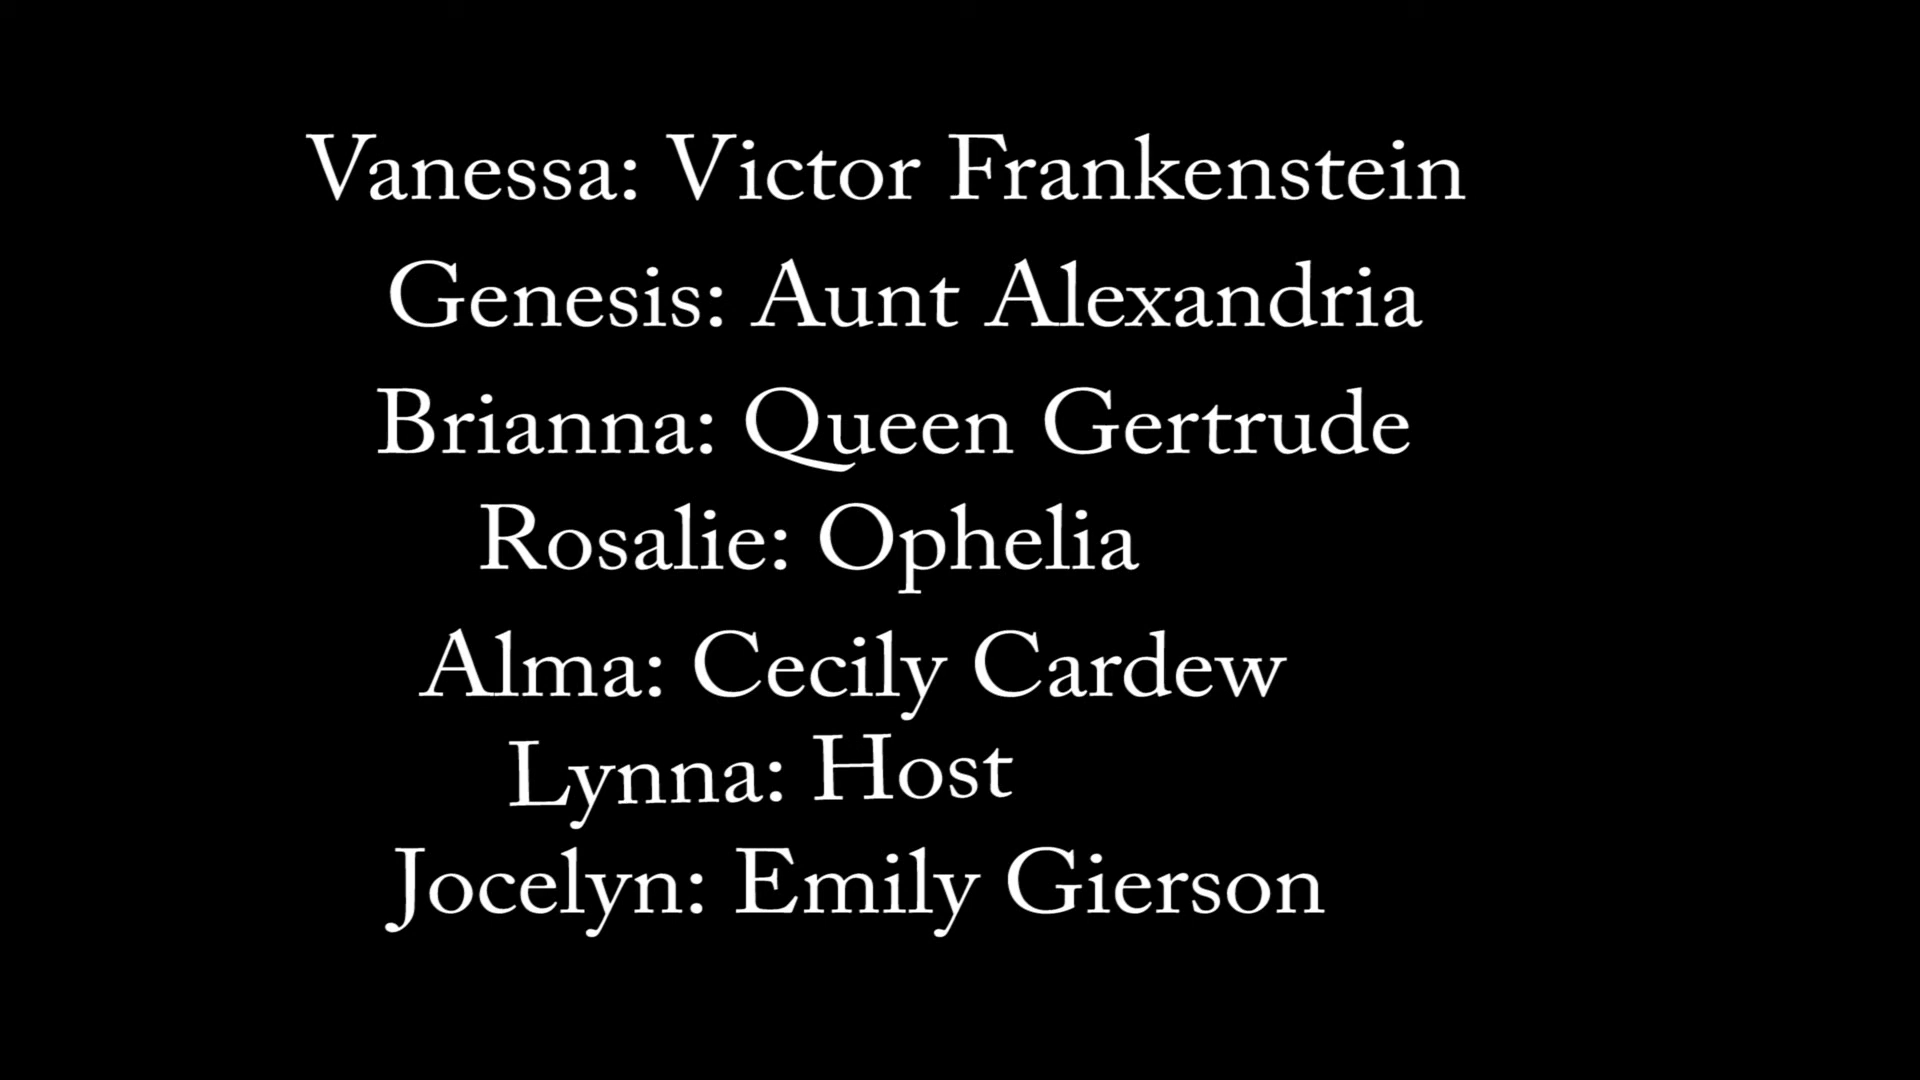 Vanessa: Victor Frankenstein
Genesis: Aunt Alexandria
Brianna: Queen Gertrude
Rosalie: Ophelia
Alma: Cecily Cardew
Lynna: Host
Jocelyn: Emily Gierson